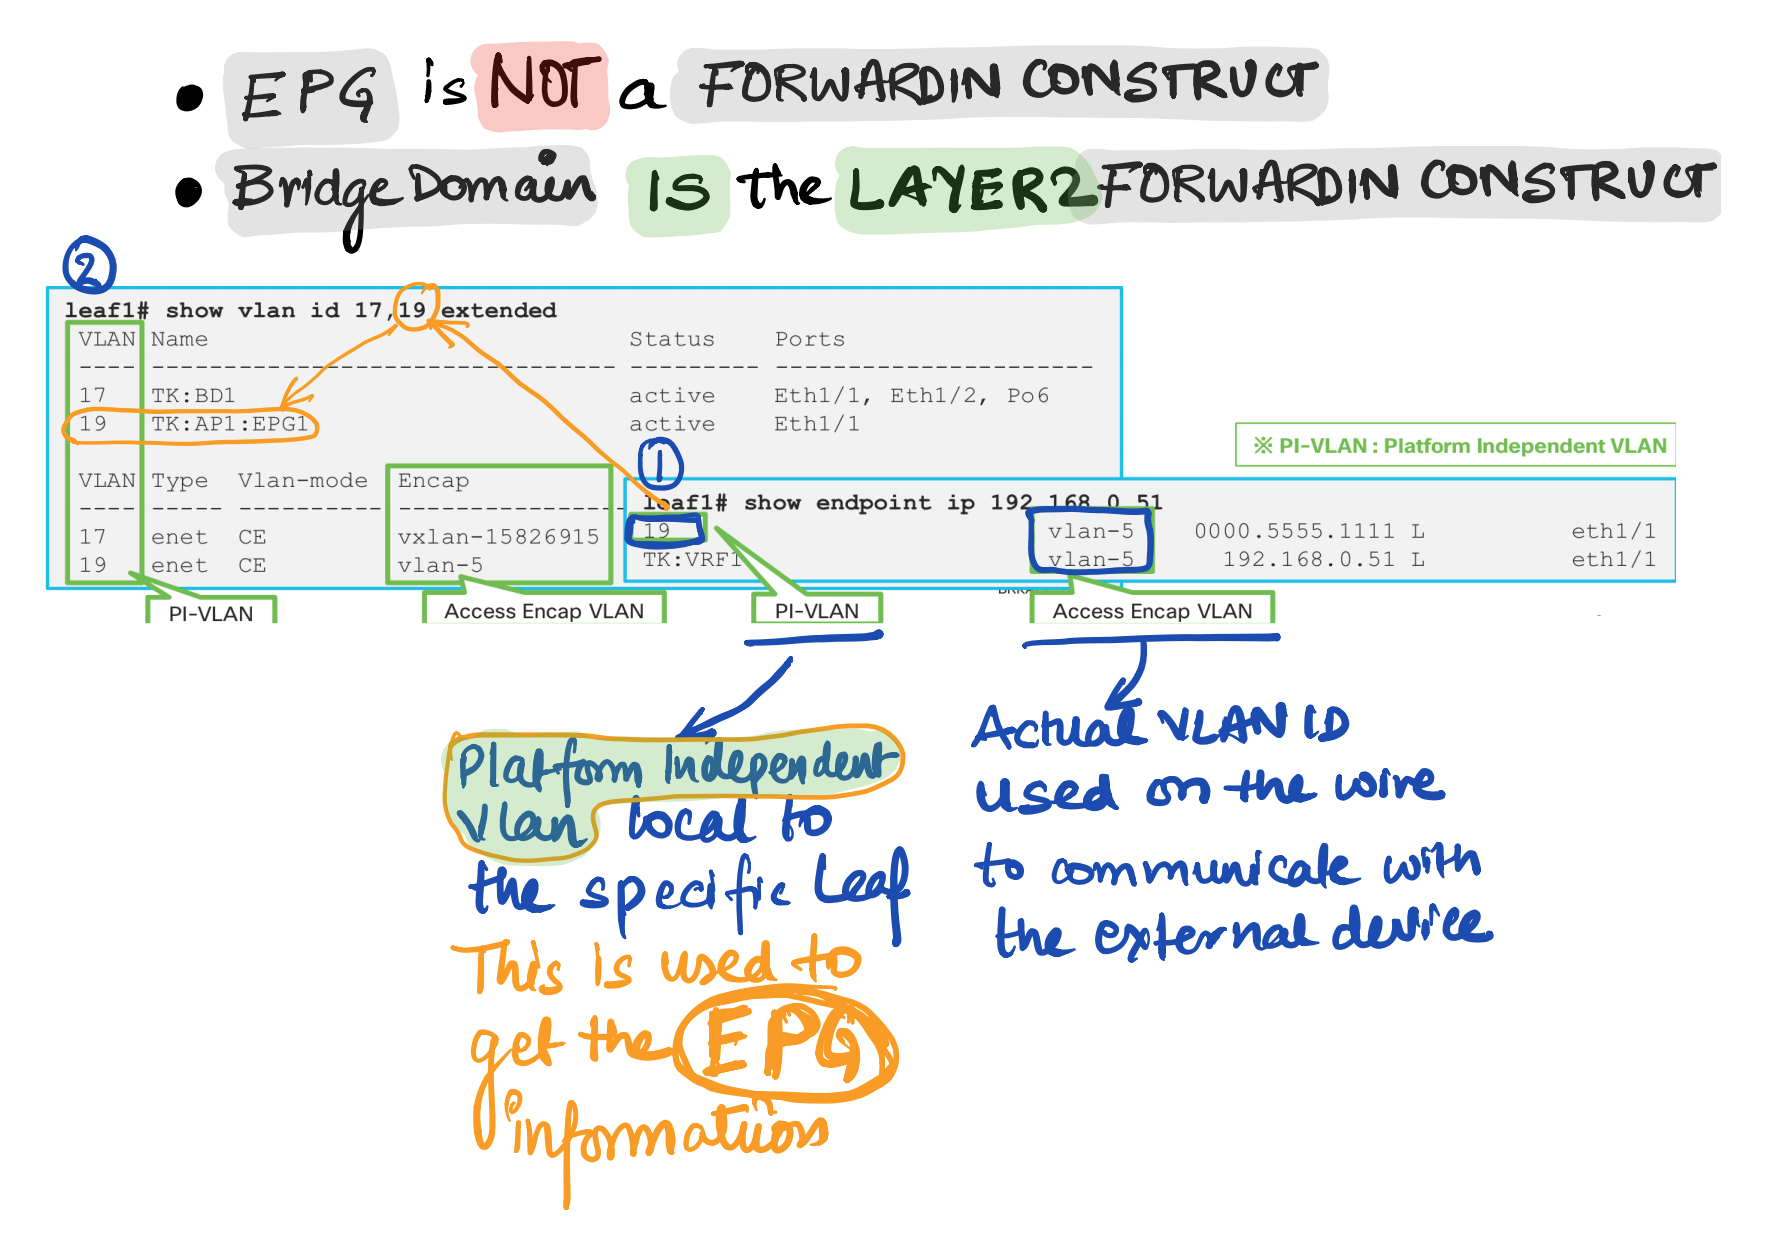 • EPG is NOT a FORWARDIN CONSTRUCT
• Bridge Domain IS the LAYER2 FORWARDIN CONSTRUCT
2
leaf1# show vlan id 17,19 extended
VLAN Name Status Ports
---- -------------------------------- --------- ----------------------
17 TK:BD1 active Eth1/1, Eth1/2, Po6
19 TK:AP1:EPG1 active Eth1/1
VLAN Type Vlan-mode Encap
---- ----- ---------- ----------------
17 enet CE vxlan-15826915
19 enet CE vlan-5
PI-VLAN
Access Encap VLAN
※ PI-VLAN : Platform Independent VLAN
1
leaf1# show endpoint ip 192.168.0.51
19 vlan-5 0000.5555.1111 L eth1/1
TK:VRF1 vlan-5 192.168.0.51 L eth1/1
PI-VLAN
Access Encap VLAN
Platform Independent
Vlan local to
the specific Leaf
This is used to
get the EPG
information
Actual VLAN ID
used on the wire
to communicate with
the external device